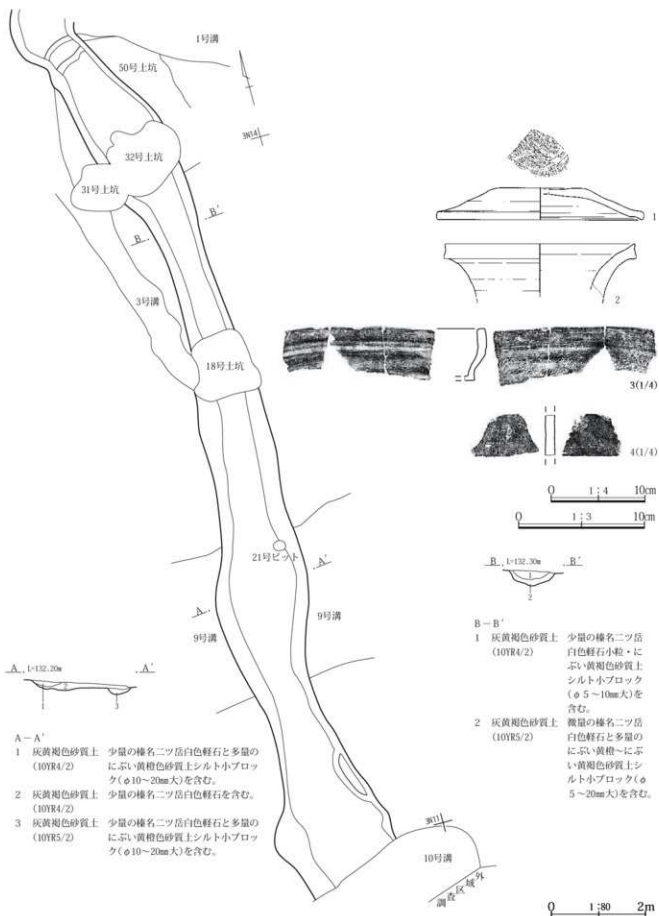 1号溝
50号土坑
3N14
32号土坑
31号土坑
B
B′
3号溝
18号土坑
21号ピット
A
A′
9号溝
9号溝
3N11
10号溝
調査区域外
1
2
3(1/4)
4(1/4)
0 1:4 10cm
0 1:3 10cm
B L=132.30m B′
1
2
B－B′
1 灰黄褐色砂質土 少量の榛名二ツ岳
(10YR4/2) 白色軽石小粒・に
ぶい黄褐色砂質土
シルト小ブロック
(φ5～10mm大)を
含む。
2 灰黄褐色砂質土 微量の榛名二ツ岳
(10YR5/2) 白色軽石と多量の
にぶい黄橙～にぶ
い黄褐色砂質土シ
ルト小ブロック(φ
5～20mm大)を含む。
A L=132.20m A′
1
2
3
A－A′
1 灰黄褐色砂質土 少量の榛名二ツ岳白色軽石と多量の
(10YR4/2) にぶい黄橙色砂質土シルト小ブロッ
ク(φ10～20mm大)を含む。
2 灰黄褐色砂質土 少量の榛名二ツ岳白色軽石を含む。
(10YR4/2)
3 灰黄褐色砂質土 少量の榛名二ツ岳白色軽石と多量の
(10YR5/2) にぶい黄橙色砂質土シルト小ブロッ
ク(φ10～20mm大)を含む。
0 1:80 2m